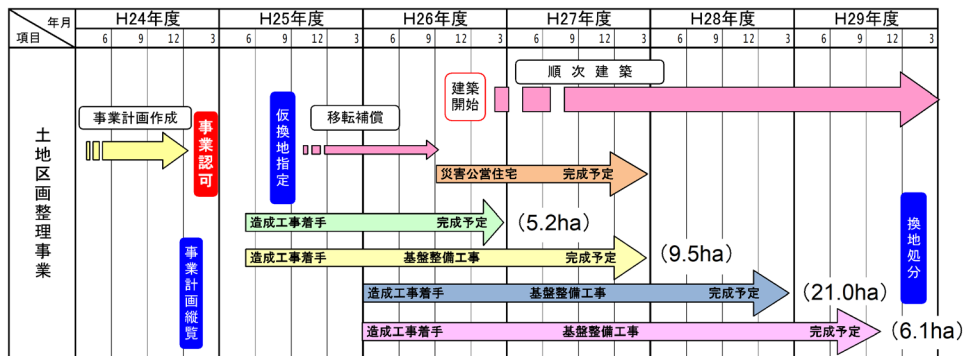 年月
項目
H24年度 H25年度 H26年度 H27年度 H28年度 H29年度
6 9 12 3 6 9 12 3 6 9 12 3 6 9 12 3 6 9 12 3 6 9 12 3
土地区画整理事業
事業計画作成
事業認可
事業計画縦覧
仮換地指定
移転補償
建築
開始
順次建築
災害公営住宅 完成予定
造成工事着手 完成予定 (5.2ha)
造成工事着手 基盤整備工事 完成予定 (9.5ha)
造成工事着手 基盤整備工事 完成予定 (21.0ha)
造成工事着手 基盤整備工事 完成予定 (6.1ha)
換地処分